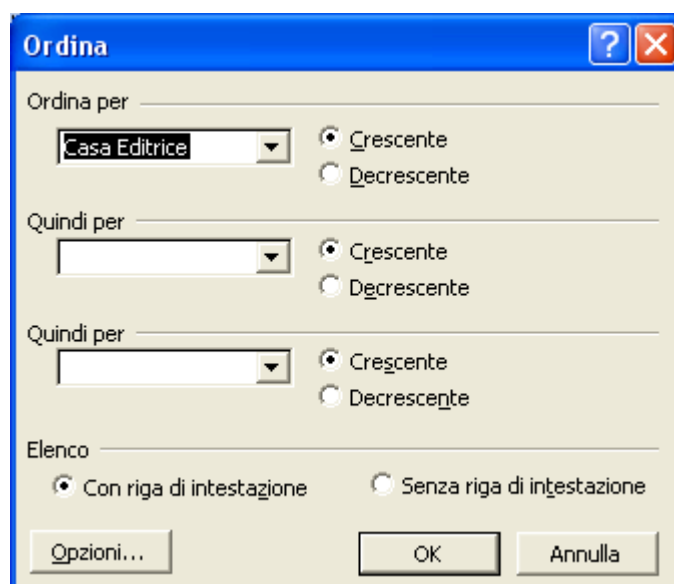 Ordina
Ordina per
Casa Editrice
Crescente
Decrescente
Quindi per
Crescente
Decrescente
Quindi per
Crescente
Decrescente
Elenco
Con riga di intestazione
Senza riga di intestazione
Opzioni...
OK
Annulla